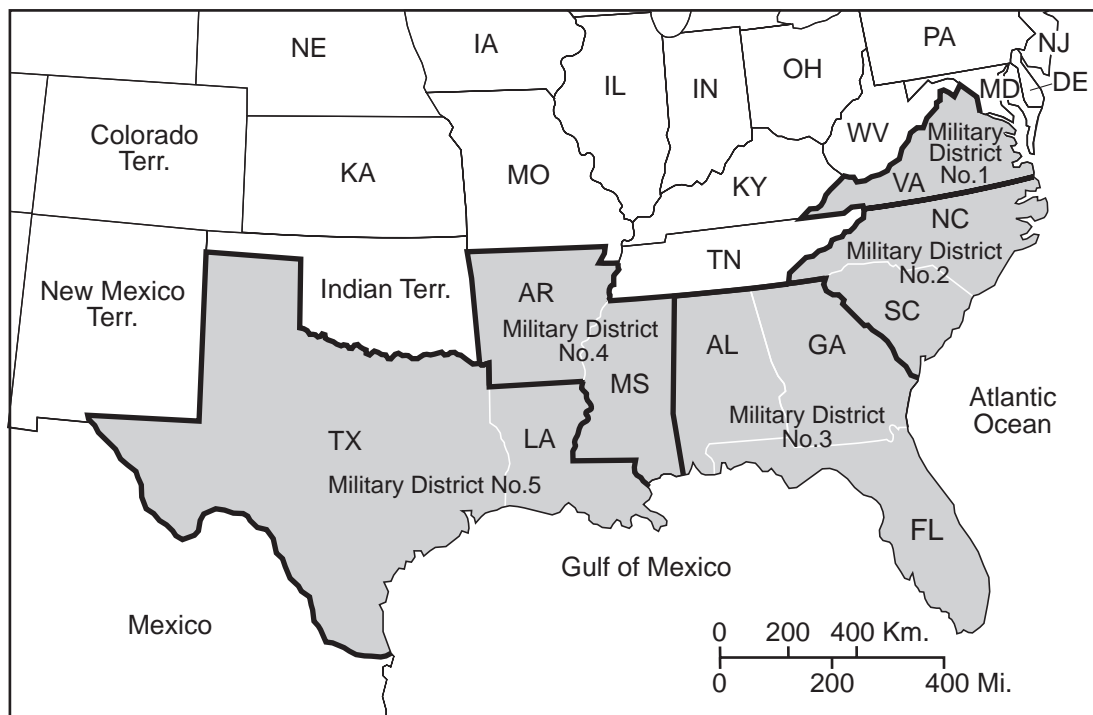 NE
IA
PA
NJ
IL
IN
OH
MD
DE
Colorado
Terr.
KA
MO
KY
WV
VA
Military
District
No.1
NC
Military District
No.2
SC
TN
New Mexico
Terr.
Indian Terr.
AR
Military District
No.4
MS
AL
GA
Military District
No.3
Atlantic
Ocean
TX
LA
Military District No.5
FL
Gulf of Mexico
Mexico
0 200 400 Km.
0 200 400 Mi.